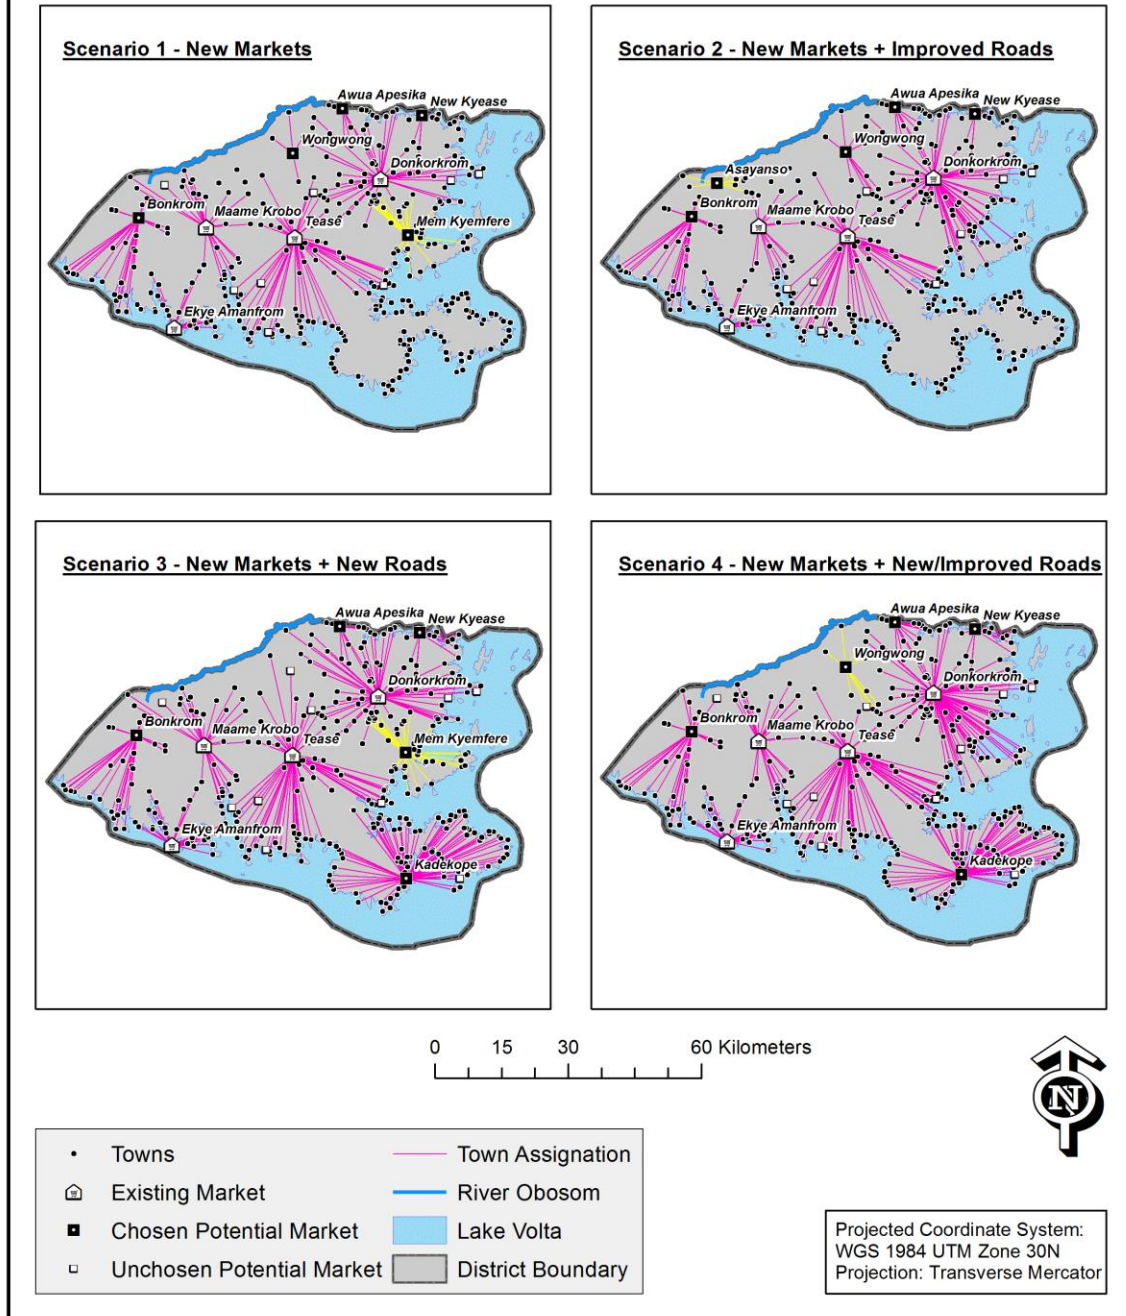 Scenario 1 - New Markets
Awua Apesika
New Kyease
Wongwong
Donkorkrom
Bonkrom
Maame Krobo
Tease
Mem Kyemfere
Ekye Amanfrom
Scenario 2 - New Markets + Improved Roads
Awua Apesika
New Kyease
Wongwong
Donkorkrom
Asayanso
Bonkrom
Maame Krobo
Tease
Ekye Amanfrom
Scenario 3 - New Markets + New Roads
Awua Apesika
New Kyease
Donkorkrom
Bonkrom
Maame Krobo
Tease
Mem Kyemfere
Ekye Amanfrom
Kadekope
Scenario 4 - New Markets + New/Improved Roads
Awua Apesika
New Kyease
Wongwong
Donkorkrom
Bonkrom
Maame Krobo
Tease
Ekye Amanfrom
Kadekope
0 15 30 60 Kilometers
N
Towns
Existing Market
Chosen Potential Market
Unchosen Potential Market
Town Assignation
River Obosom
Lake Volta
District Boundary
Projected Coordinate System:
WGS 1984 UTM Zone 30N
Projection: Transverse Mercator